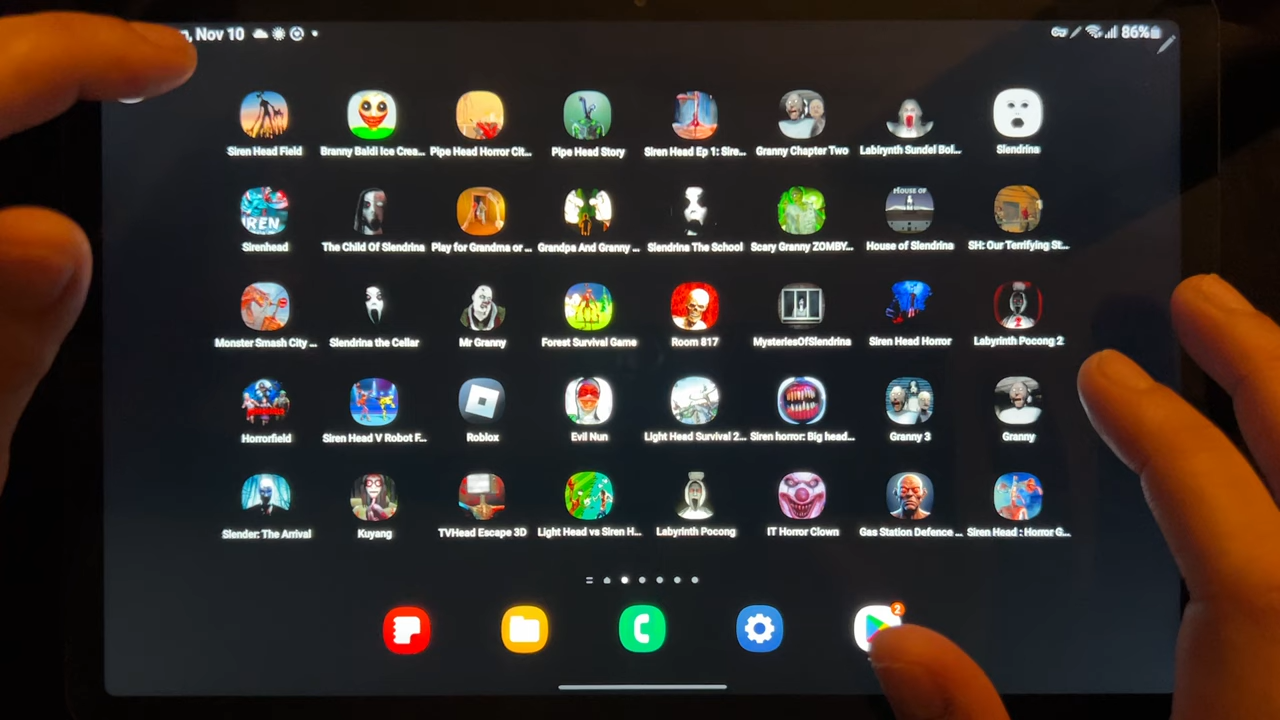 , Nov 10
86%
Siren Head Field
Branny Baldi Ice Crea...
Pipe Head Horror Cit...
Pipe Head Story
Siren Head Ep 1: Sire...
Granny Chapter Two
Labirynth Sundel Bol...
Slendrina
REN
HOUSE OF
Sirenhead
The Child Of Slendrina
Play for Grandma or ...
Grandpa And Granny ...
Slendrina The School
Scary Granny ZOMBY...
House of Slendrina
SH: Our Terrifying St...
2
Monster Smash City ...
Slendrina the Cellar
Mr Granny
Forest Survival Game
Room 817
MysteriesOfSlendrina
Siren Head Horror
Labyrinth Pocong 2
Horrorfield
Siren Head V Robot F...
Roblox
Evil Nun
Light Head Survival 2...
Siren horror: Big head...
Granny 3
Granny
Slender: The Arrival
Kuyang
TVHead Escape 3D
Light Head vs Siren H...
Labyrinth Pocong
IT Horror Clown
Gas Station Defence ...
Siren Head : Horror G...
2